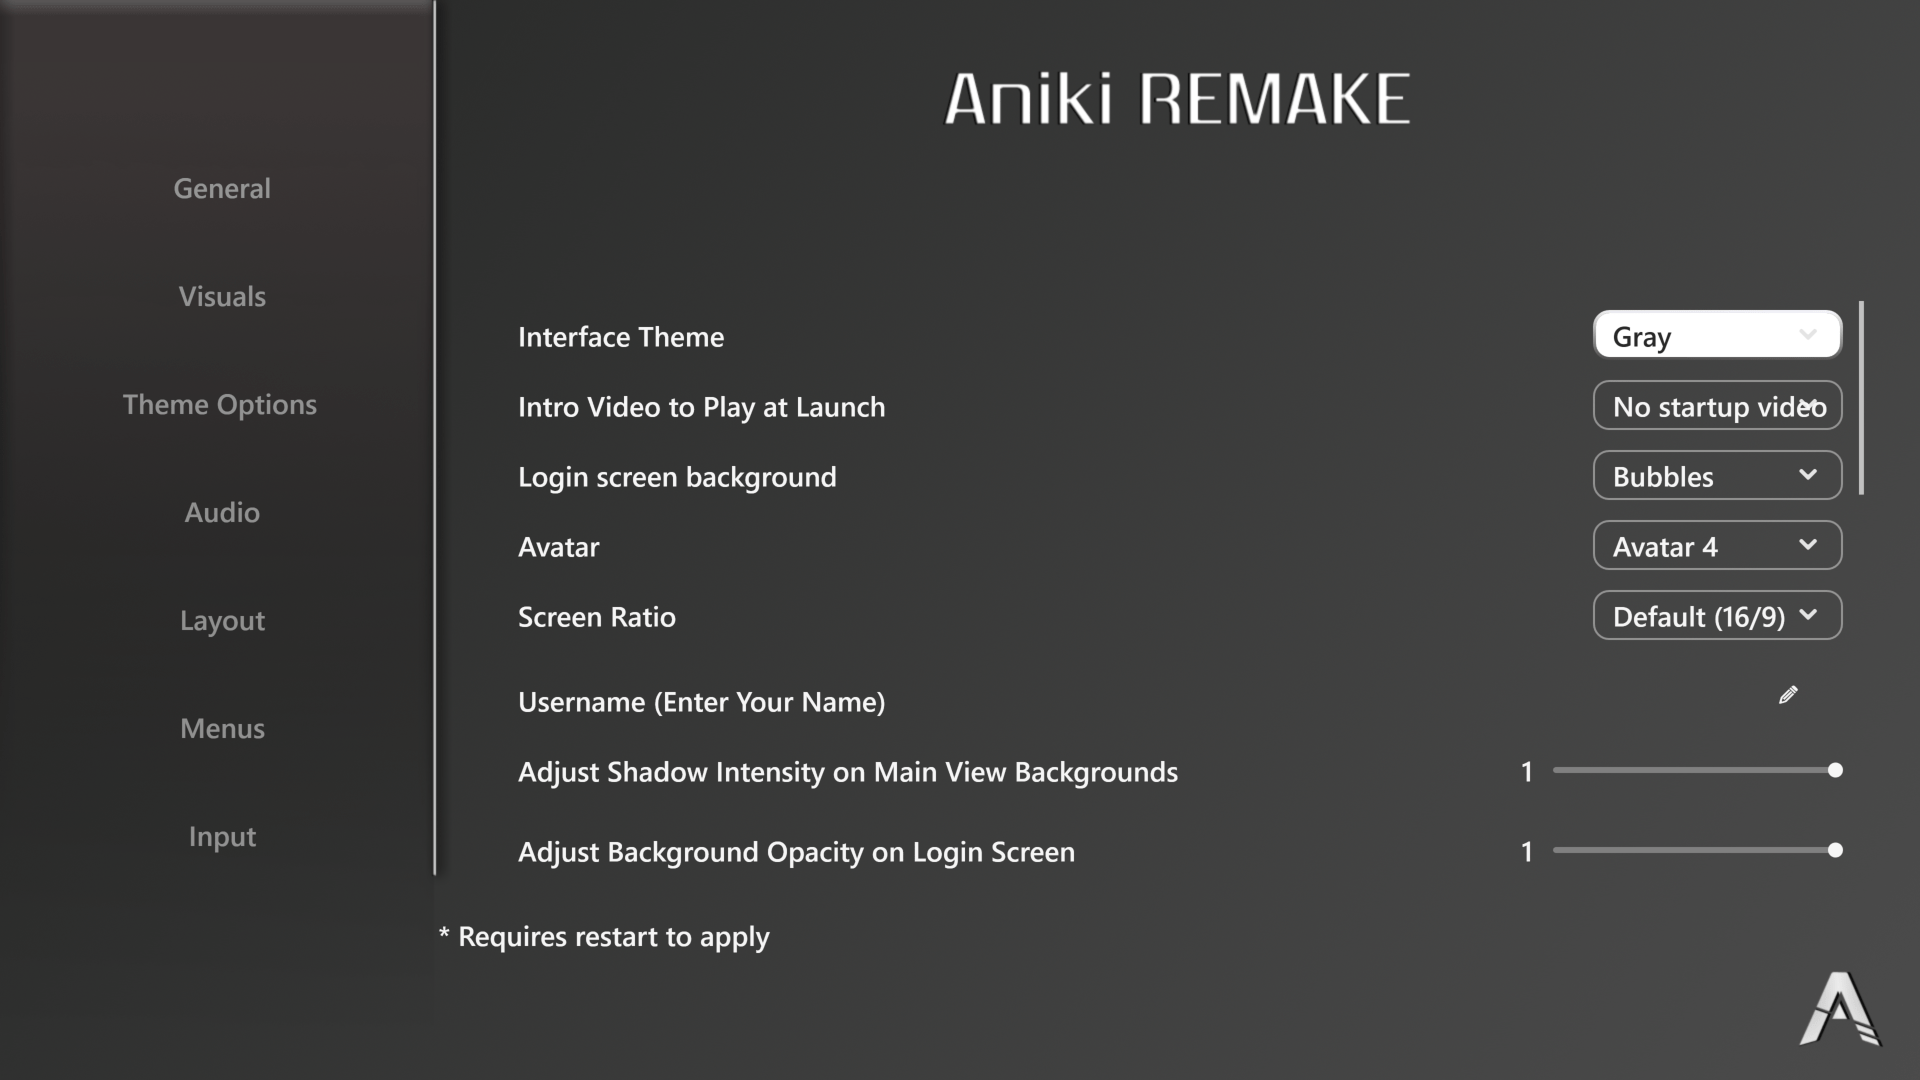 Aniki REMAKE
General
Visuals
Theme Options
Audio
Layout
Menus
Input
Interface Theme
Gray
Intro Video to Play at Launch
No startup video
Login screen background
Bubbles
Avatar
Avatar 4
Screen Ratio
Default (16/9)
Username (Enter Your Name)
Adjust Shadow Intensity on Main View Backgrounds
1
Adjust Background Opacity on Login Screen
1
* Requires restart to apply